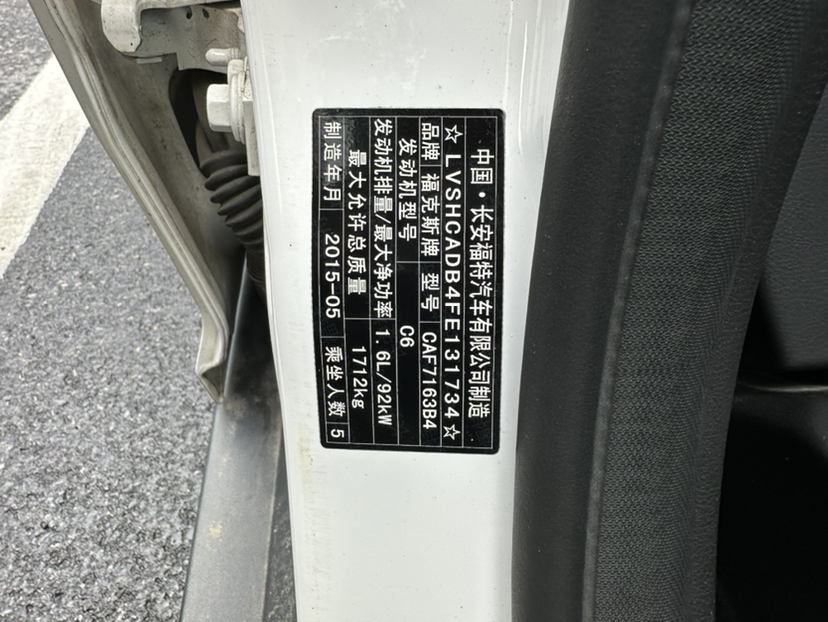 中国·长安福特汽车有限公司制造
☆LVSHCADB4FE131734☆
品牌 福克斯牌 型号 CAF7163B4
发动机型号 C6
发动机排量/最大净功率 1.6L/92kW
最大允许总质量 1712kg
制造年月 2015-05 乘坐人数 5